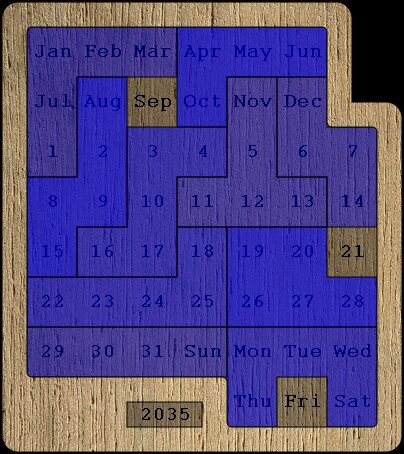 Jan Feb Mar Apr May Jun
Jul Aug Sep Oct Nov Dec
1 2 3 4 5 6 7
8 9 10 11 12 13 14
15 16 17 18 19 20 21
22 23 24 25 26 27 28
29 30 31 Sun Mon Tue Wed
Thu Fri Sat
2035